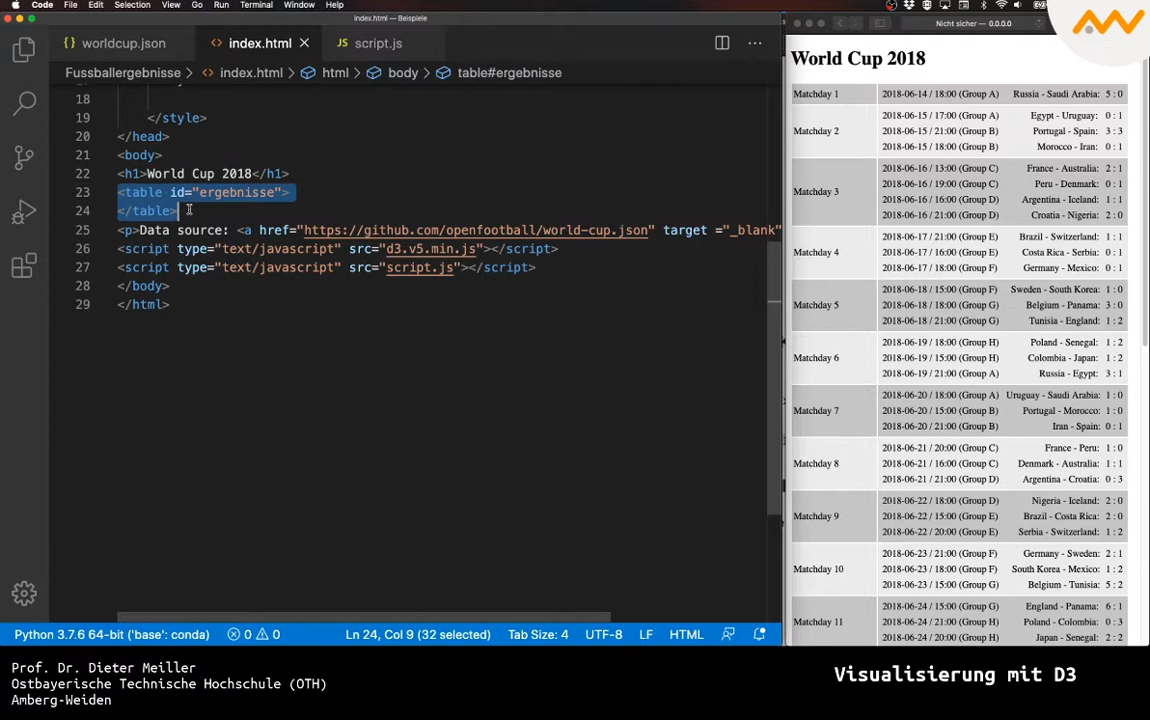 Code File Edit Selection View Go Run Terminal Window Help
index.html — Beispiele
worldcup.json
index.html
script.js
Nicht sicher — 0.0.0.0
Fussballergebnisse > index.html > html > body > table#ergebnisse
18
19 </style>
20 </head>
21 <body>
22 <h1>World Cup 2018</h1>
23 <table id="ergebnisse">
24 </table>
25 <p>Data source: <a href="https://github.com/openfootball/world-cup.json" target ="_blank"
26 <script type="text/javascript" src="d3.v5.min.js"></script>
27 <script type="text/javascript" src="script.js"></script>
28 </body>
29 </html>
World Cup 2018
Matchday 1
2018-06-14 / 18:00 (Group A) Russia - Saudi Arabia: 5 : 0
Matchday 2
2018-06-15 / 17:00 (Group A) Egypt - Uruguay: 0 : 1
2018-06-15 / 21:00 (Group B) Portugal - Spain: 3 : 3
2018-06-15 / 18:00 (Group B) Morocco - Iran: 0 : 1
Matchday 3
2018-06-16 / 13:00 (Group C) France - Australia: 2 : 1
2018-06-16 / 19:00 (Group C) Peru - Denmark: 0 : 1
2018-06-16 / 16:00 (Group D) Argentina - Iceland: 1 : 1
2018-06-16 / 21:00 (Group D) Croatia - Nigeria: 2 : 0
Matchday 4
2018-06-17 / 21:00 (Group E) Brazil - Switzerland: 1 : 1
2018-06-17 / 16:00 (Group E) Costa Rica - Serbia: 0 : 1
2018-06-17 / 18:00 (Group F) Germany - Mexico: 0 : 1
Matchday 5
2018-06-18 / 15:00 (Group F) Sweden - South Korea: 1 : 0
2018-06-18 / 18:00 (Group G) Belgium - Panama: 3 : 0
2018-06-18 / 21:00 (Group G) Tunisia - England: 1 : 2
Matchday 6
2018-06-19 / 18:00 (Group H) Poland - Senegal: 1 : 2
2018-06-19 / 15:00 (Group H) Colombia - Japan: 1 : 2
2018-06-19 / 21:00 (Group A) Russia - Egypt: 3 : 1
Matchday 7
2018-06-20 / 18:00 (Group A) Uruguay - Saudi Arabia: 1 : 0
2018-06-20 / 15:00 (Group B) Portugal - Morocco: 1 : 0
2018-06-20 / 21:00 (Group B) Iran - Spain: 0 : 1
Matchday 8
2018-06-21 / 20:00 (Group C) France - Peru: 1 : 0
2018-06-21 / 16:00 (Group C) Denmark - Australia: 1 : 1
2018-06-21 / 21:00 (Group D) Argentina - Croatia: 0 : 3
Matchday 9
2018-06-22 / 18:00 (Group D) Nigeria - Iceland: 2 : 0
2018-06-22 / 15:00 (Group E) Brazil - Costa Rica: 2 : 0
2018-06-22 / 20:00 (Group E) Serbia - Switzerland: 1 : 2
Matchday 10
2018-06-23 / 21:00 (Group F) Germany - Sweden: 2 : 1
2018-06-23 / 18:00 (Group F) South Korea - Mexico: 1 : 2
2018-06-23 / 15:00 (Group G) Belgium - Tunisia: 5 : 2
Matchday 11
2018-06-24 / 15:00 (Group G) England - Panama: 6 : 1
2018-06-24 / 21:00 (Group H) Poland - Colombia: 0 : 3
2018-06-24 / 20:00 (Group H) Japan - Senegal: 2 : 2
Python 3.7.6 64-bit ('base': conda) 0 0 Ln 24, Col 9 (32 selected) Tab Size: 4 UTF-8 LF HTML
Prof. Dr. Dieter Meiller
Ostbayerische Technische Hochschule (OTH)
Amberg-Weiden
Visualisierung mit D3